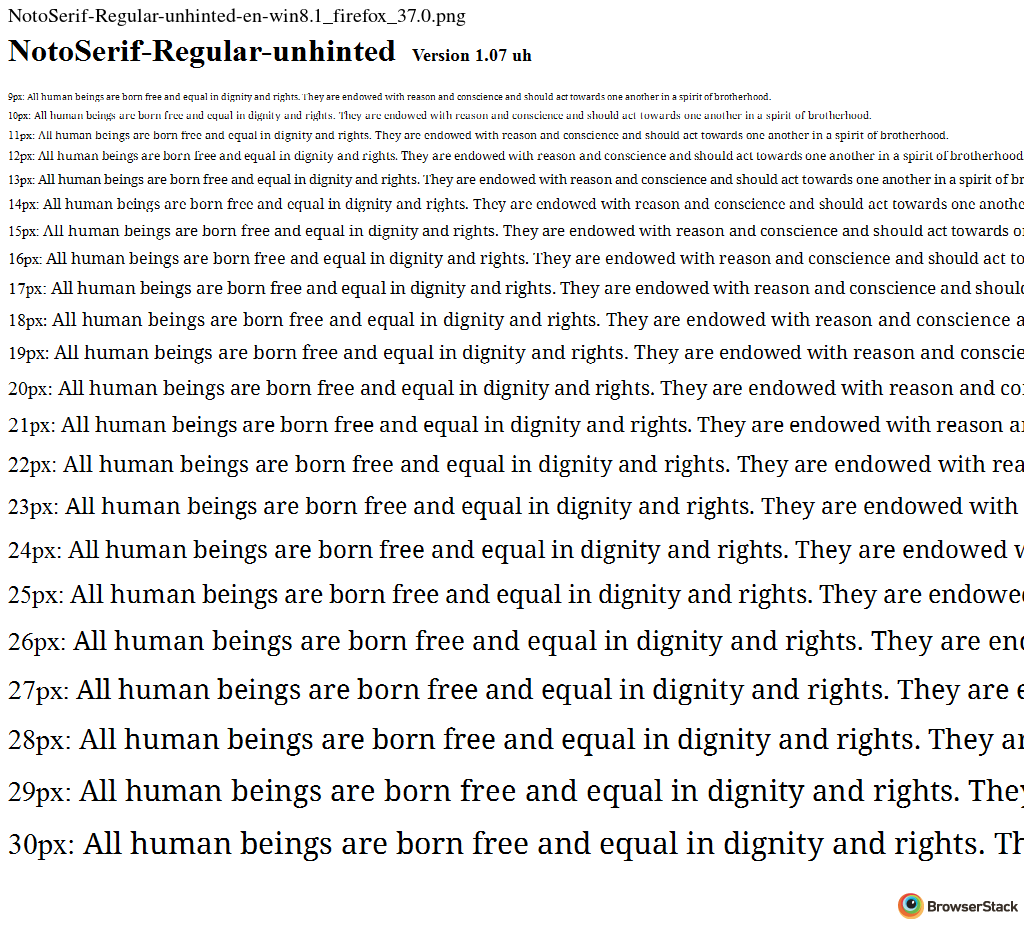 NotoSerif-Regular-unhinted-en-win8.1_firefox_37.0.png
NotoSerif-Regular-unhinted Version 1.07 uh
9px: All human beings are born free and equal in dignity and rights. They are endowed with reason and conscience and should act towards one another in a spirit of brotherhood.
10px: All human beings are born free and equal in dignity and rights. They are endowed with reason and conscience and should act towards one another in a spirit of brotherhood.
11px: All human beings are born free and equal in dignity and rights. They are endowed with reason and conscience and should act towards one another in a spirit of brotherhood.
12px: All human beings are born free and equal in dignity and rights. They are endowed with reason and conscience and should act towards one another in a spirit of brotherhood
13px: All human beings are born free and equal in dignity and rights. They are endowed with reason and conscience and should act towards one another in a spirit of br
14px: All human beings are born free and equal in dignity and rights. They are endowed with reason and conscience and should act towards one anothe
15px: All human beings are born free and equal in dignity and rights. They are endowed with reason and conscience and should act towards o
16px: All human beings are born free and equal in dignity and rights. They are endowed with reason and conscience and should act to
17px: All human beings are born free and equal in dignity and rights. They are endowed with reason and conscience and shoul
18px: All human beings are born free and equal in dignity and rights. They are endowed with reason and conscience a
19px: All human beings are born free and equal in dignity and rights. They are endowed with reason and conscie
20px: All human beings are born free and equal in dignity and rights. They are endowed with reason and co
21px: All human beings are born free and equal in dignity and rights. They are endowed with reason a
22px: All human beings are born free and equal in dignity and rights. They are endowed with rea
23px: All human beings are born free and equal in dignity and rights. They are endowed with
24px: All human beings are born free and equal in dignity and rights. They are endowed w
25px: All human beings are born free and equal in dignity and rights. They are endowe
26px: All human beings are born free and equal in dignity and rights. They are en
27px: All human beings are born free and equal in dignity and rights. They are e
28px: All human beings are born free and equal in dignity and rights. They a
29px: All human beings are born free and equal in dignity and rights. They
30px: All human beings are born free and equal in dignity and rights. Th
BrowserStack